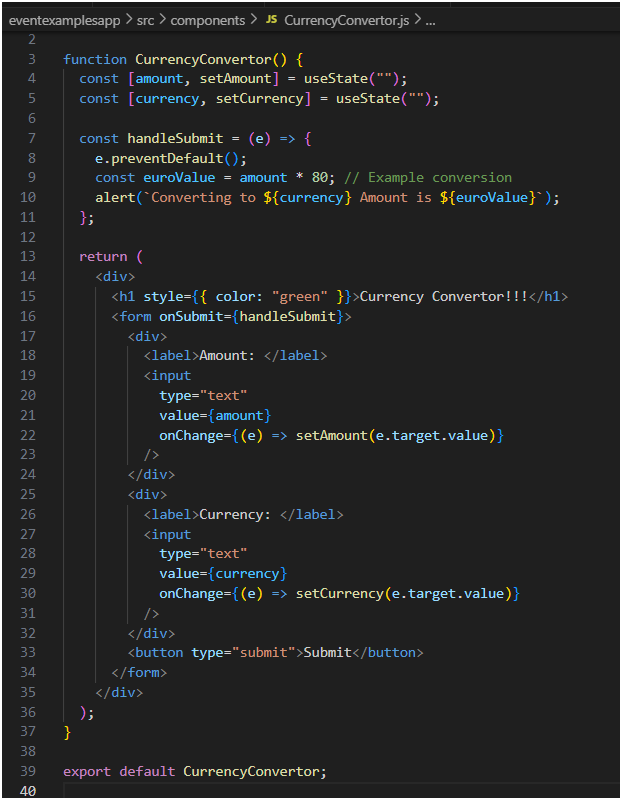 eventexamplesapp > src > components > JS CurrencyConvertor.js > ...
2
3 function CurrencyConvertor() {
4   const [amount, setAmount] = useState("");
5   const [currency, setCurrency] = useState("");
6
7   const handleSubmit = (e) => {
8     e.preventDefault();
9     const euroValue = amount * 80; // Example conversion
10     alert(`Converting to ${currency} Amount is ${euroValue}`);
11   };
12
13   return (
14     <div>
15       <h1 style={{ color: "green" }}>Currency Convertor!!!</h1>
16       <form onSubmit={handleSubmit}>
17         <div>
18           <label>Amount: </label>
19           <input
20             type="text"
21             value={amount}
22             onChange={(e) => setAmount(e.target.value)}
23           />
24         </div>
25         <div>
26           <label>Currency: </label>
27           <input
28             type="text"
29             value={currency}
30             onChange={(e) => setCurrency(e.target.value)}
31           />
32         </div>
33         <button type="submit">Submit</button>
34       </form>
35     </div>
36   );
37 }
38
39 export default CurrencyConvertor;
40